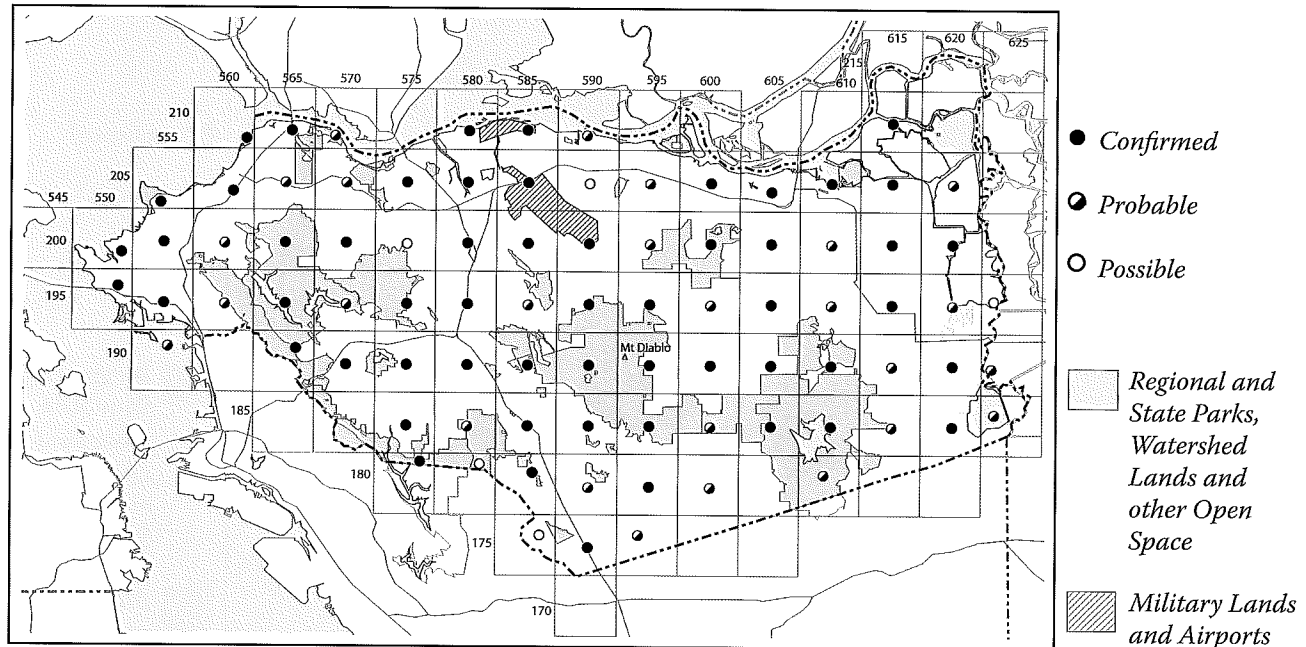 615
620
625
560
565
570
575
580
585
590
595
600
605
610
215
210
555
205
545
550
200
195
190
185
180
175
170
Mt Diablo
Confirmed
Probable
Possible
Regional and
State Parks,
Watershed
Lands and
other Open
Space
Military Lands
and Airports